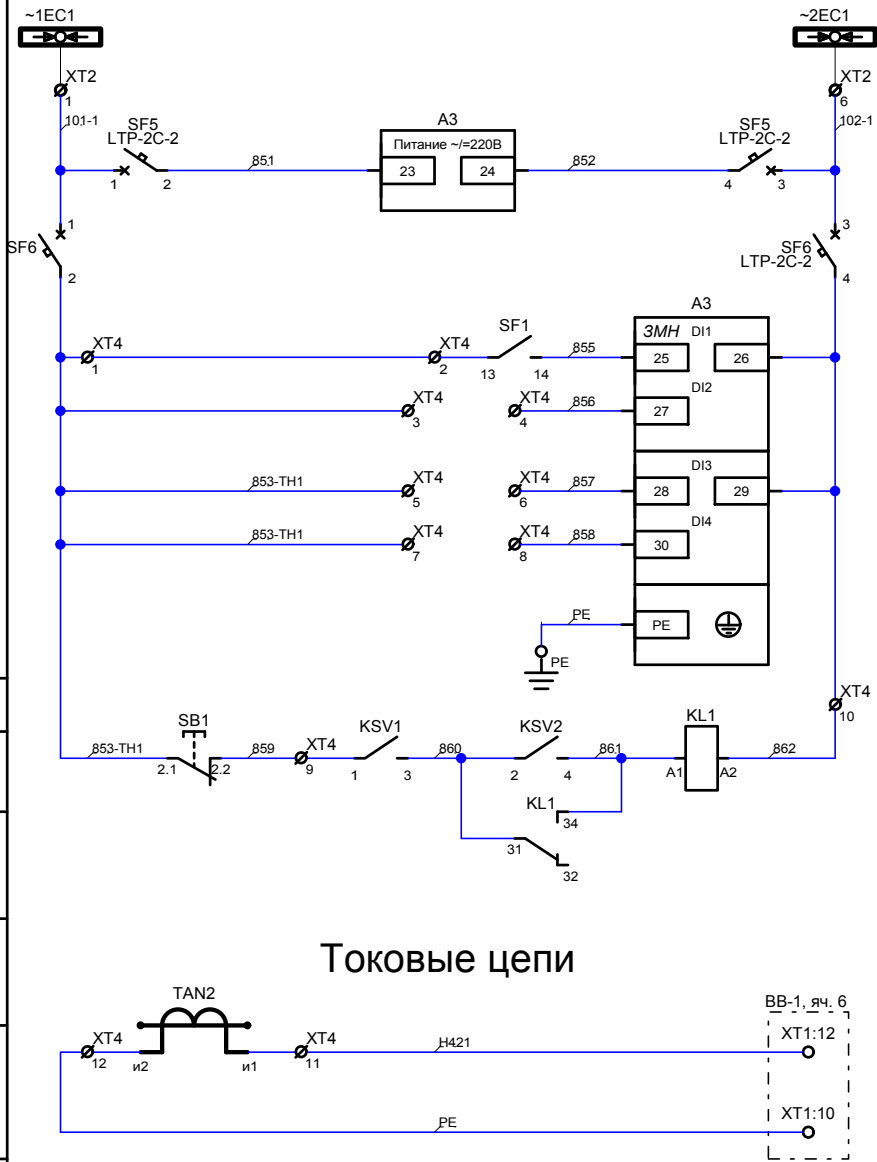 ~1EC1
~2EC1
XT2
1
XT2
6
101-1
102-1
SF5
LTP-2C-2
1
2
851
A3
Питание ~/=220В
23
24
852
SF5
LTP-2C-2
4
3
SF6
1
2
SF6
LTP-2C-2
3
4
A3
XT4
1
XT4
2
SF1
13
14
855
ЗМН
DI1
25
26
XT4
3
XT4
4
856
DI2
27
853-TH1
XT4
5
XT4
6
857
DI3
28
29
853-TH1
XT4
7
XT4
8
858
DI4
30
PE
PE
PE
XT4
10
853-TH1
SB1
2.1
2.2
859
XT4
9
KSV1
1
3
860
KSV2
2
4
861
KL1
A1
A2
862
KL1
34
31
32
Токовые цепи
TAN2
XT4
12
и2
и1
XT4
11
H421
ВВ-1, яч. 6
XT1:12
PE
XT1:10